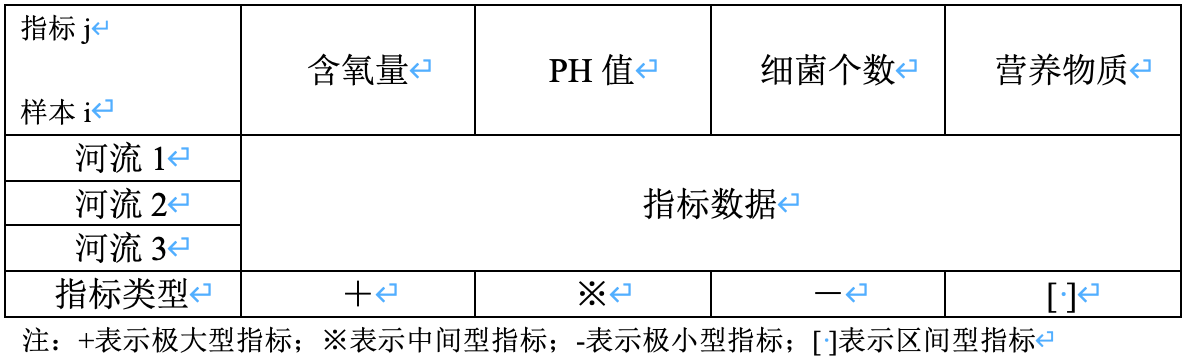 指标 j
含氧量
PH 值
细菌个数
营养物质
样本 i
河流 1
河流 2
河流 3
指标数据
指标类型
+
※
-
[·]
注：+表示极大型指标；※表示中间型指标；-表示极小型指标；[·]表示区间型指标